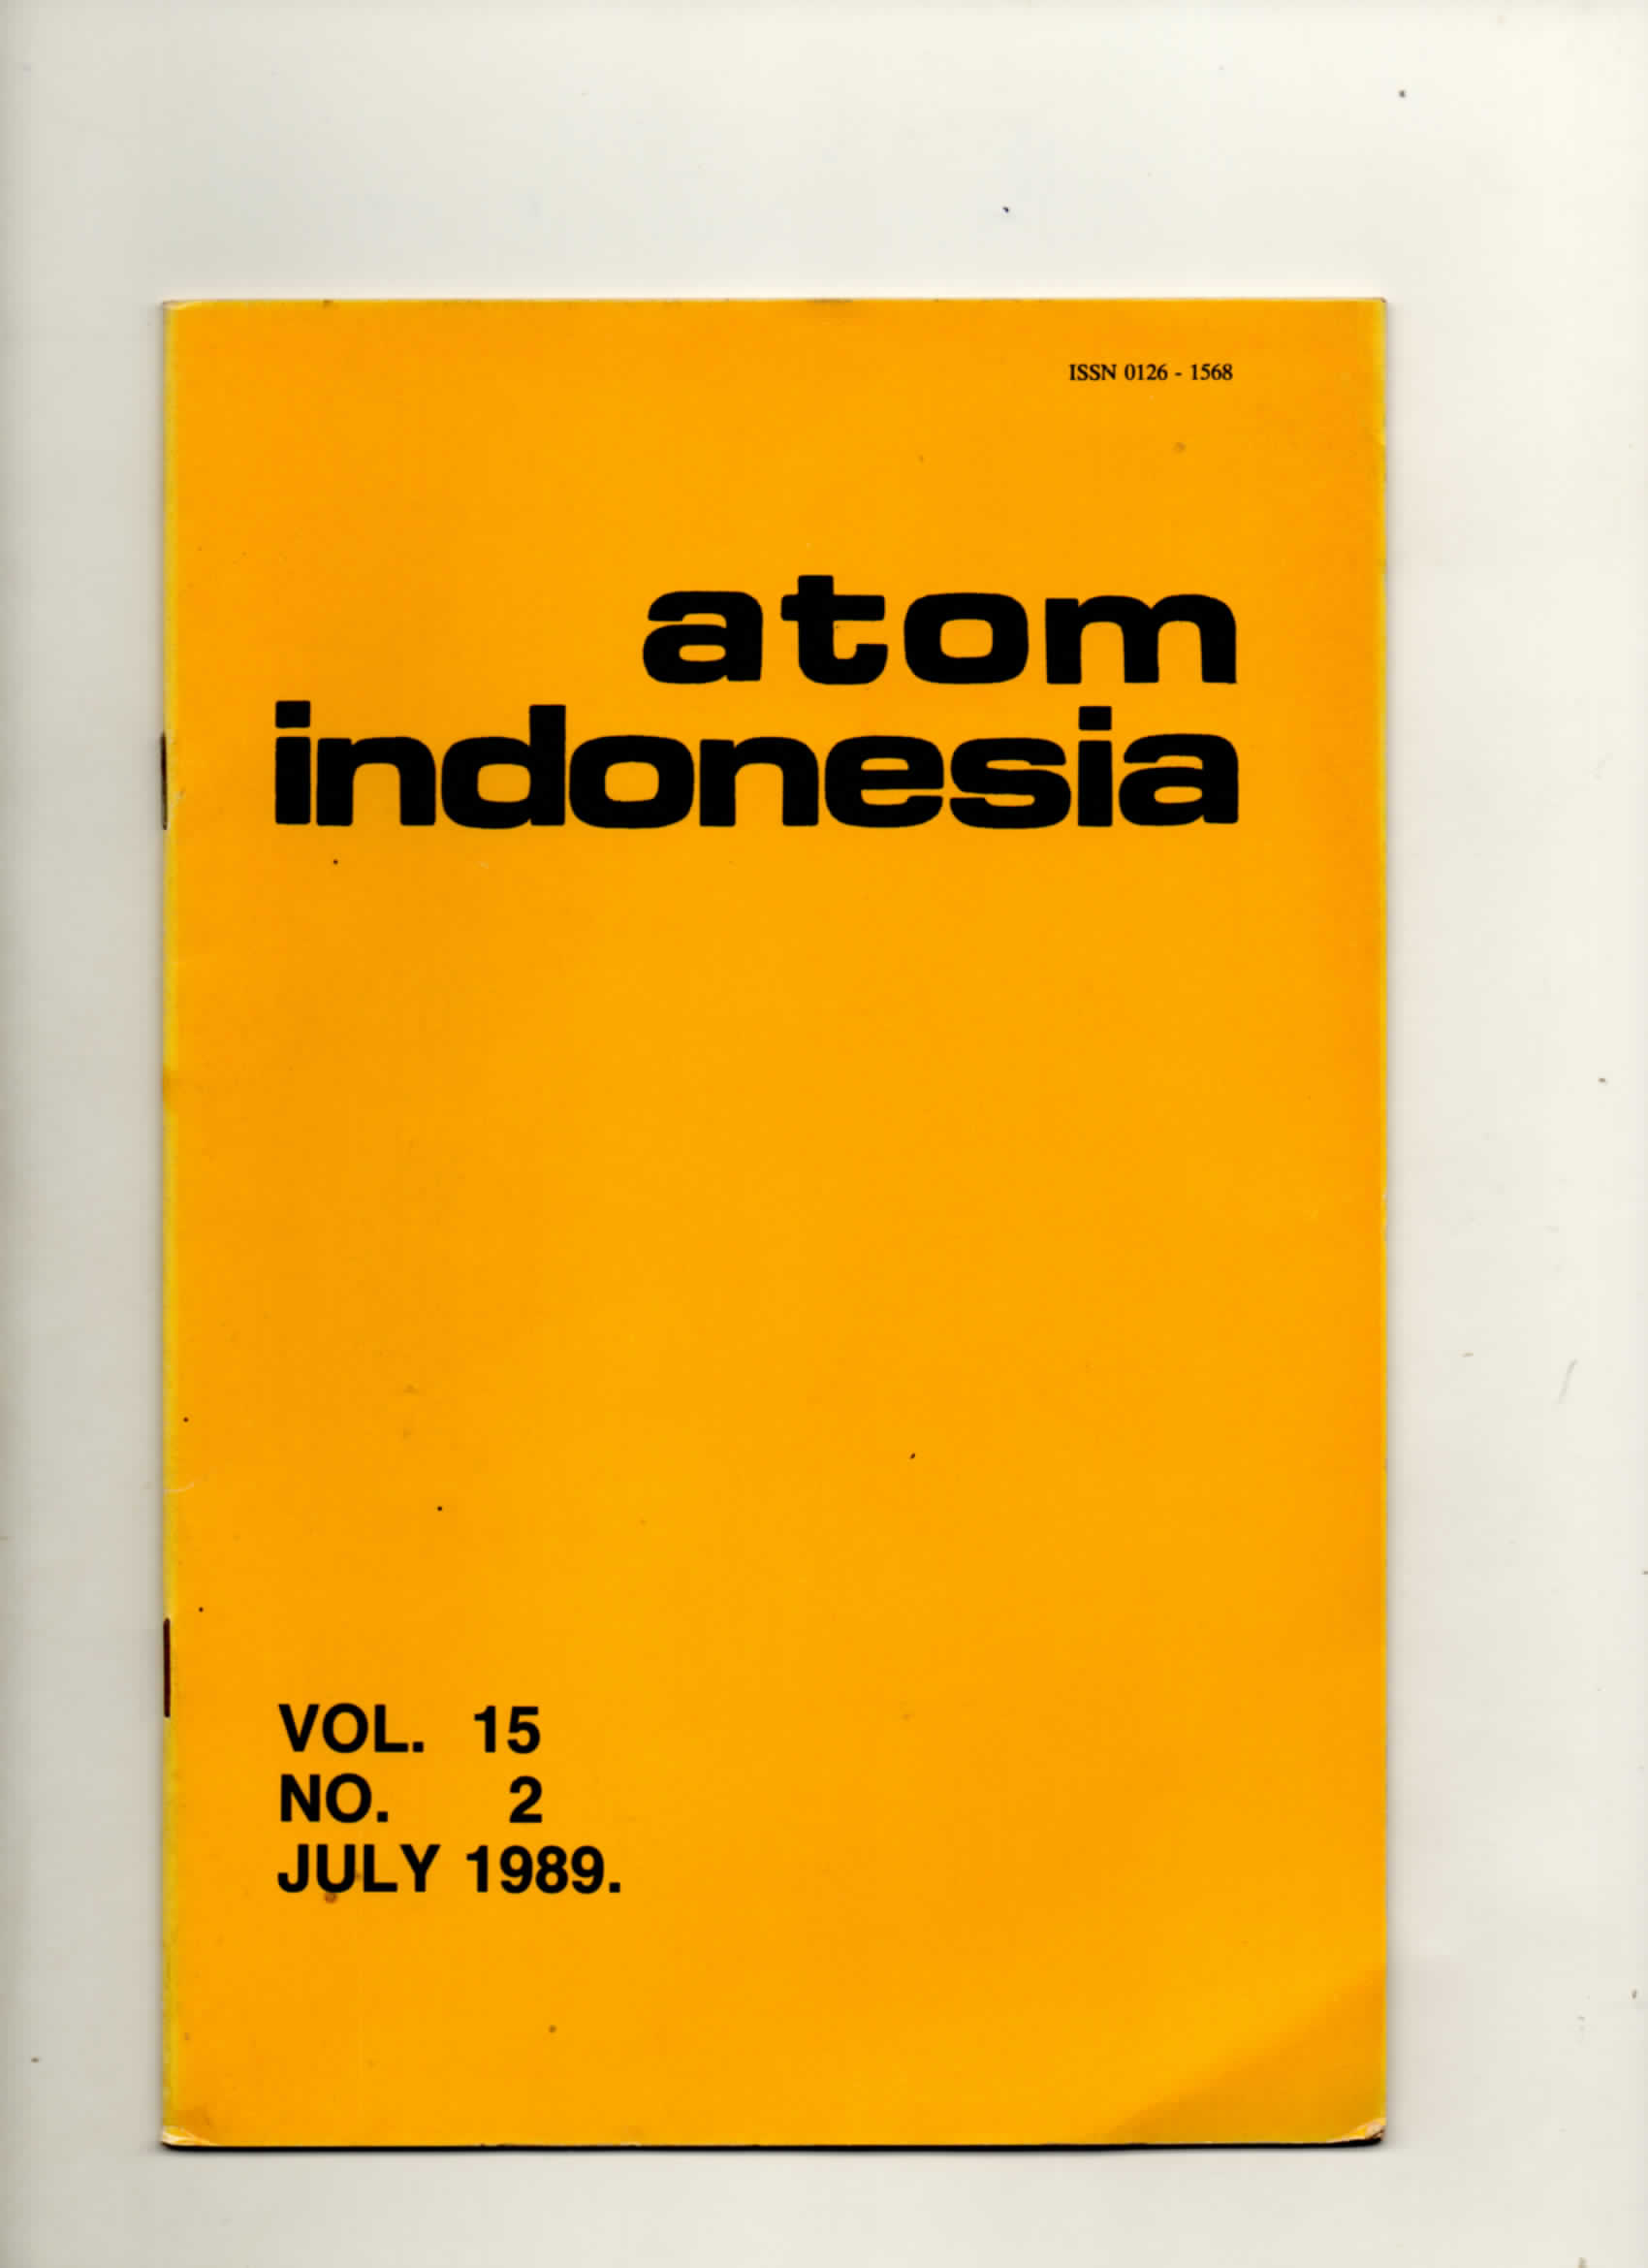 ISSN 0126 - 1568
atom
indonesia
VOL. 15
NO. 2
JULY 1989.